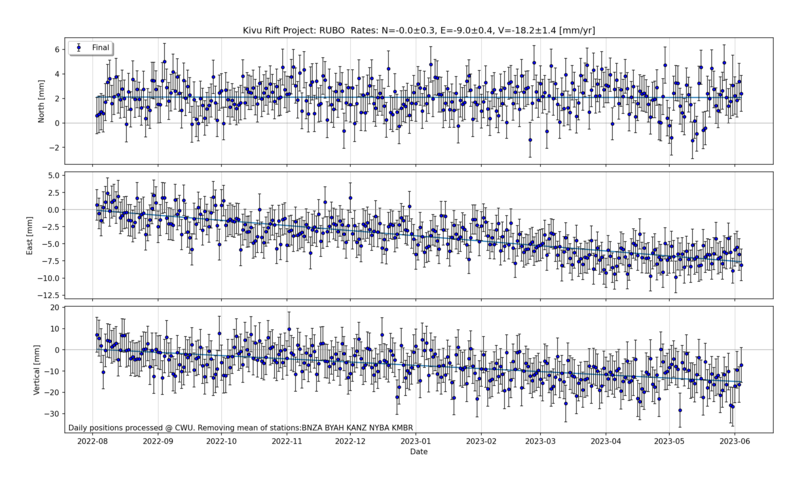 Kivu Rift Project: RUBO Rates: N=-0.0±0.3, E=-9.0±0.4, V=-18.2±1.4 [mm/yr]
Final
North [mm]
6
4
2
0
−2
East [mm]
5.0
2.5
0.0
−2.5
−5.0
−7.5
−10.0
−12.5
Vertical [mm]
20
10
0
−10
−20
−30
Daily positions processed @ CWU. Removing mean of stations:BNZA BYAH KANZ NYBA KMBR
2022-08 2022-09 2022-10 2022-11 2022-12 2023-01 2023-02 2023-03 2023-04 2023-05 2023-06
Date